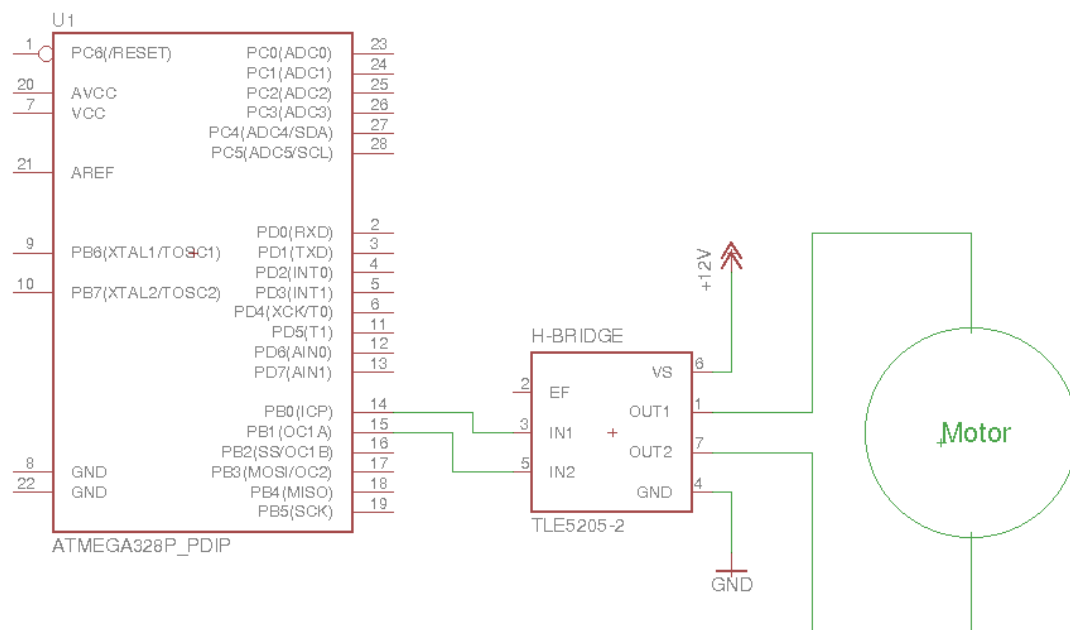 U1
1 PC6(/RESET) PC0(ADC0) 23
PC1(ADC1) 24
20 AVCC PC2(ADC2) 25
7 VCC PC3(ADC3) 26
PC4(ADC4/SDA) 27
PC5(ADC5/SCL) 28
21 AREF
PD0(RXD) 2
9 PB6(XTAL1/TOSC1) PD1(TXD) 3
PD2(INT0) 4
10 PB7(XTAL2/TOSC2) PD3(INT1) 5
PD4(XCK/T0) 6
PD5(T1) 11
PD6(AIN0) 12
PD7(AIN1) 13
PB0(ICP) 14
PB1(OC1A) 15
PB2(SS/OC1B) 16
8 GND PB3(MOSI/OC2) 17
22 GND PB4(MISO) 18
PB5(SCK) 19
ATMEGA328P_PDIP
+12V
H-BRIDGE
VS 6
2 EF
OUT1 1
3 IN1
OUT2 7
5 IN2
GND 4
TLE5205-2
GND
Motor